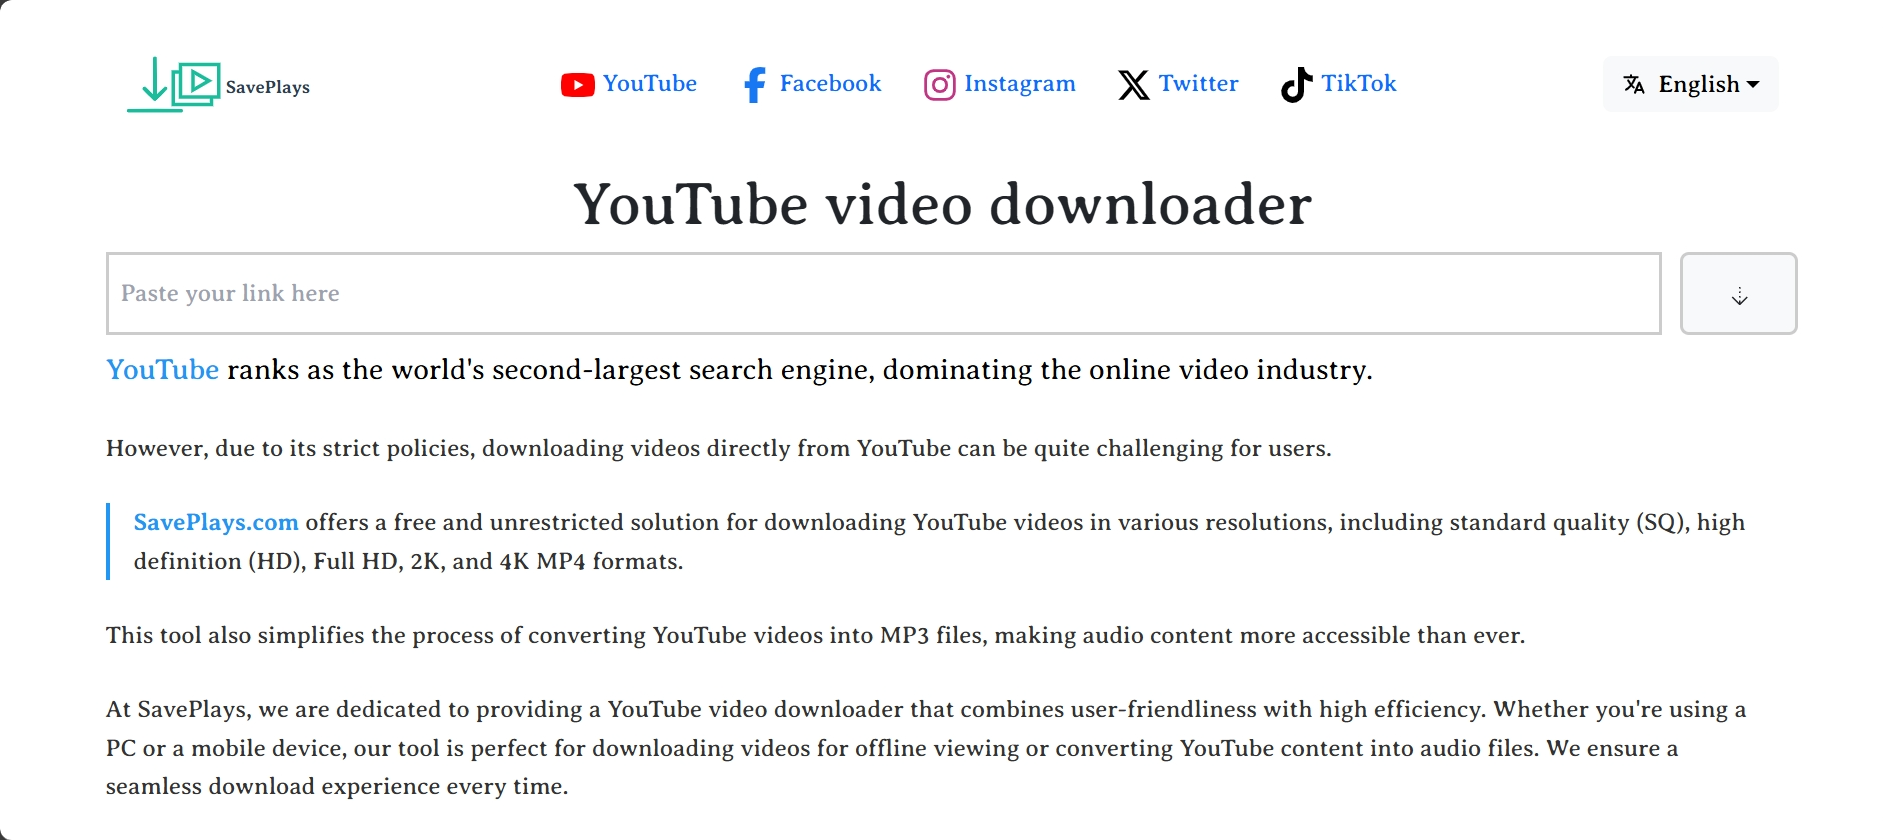 SavePlays
YouTube
Facebook
Instagram
Twitter
TikTok
English
YouTube video downloader
Paste your link here
YouTube ranks as the world's second-largest search engine, dominating the online video industry.
However, due to its strict policies, downloading videos directly from YouTube can be quite challenging for users.
SavePlays.com offers a free and unrestricted solution for downloading YouTube videos in various resolutions, including standard quality (SQ), high
definition (HD), Full HD, 2K, and 4K MP4 formats.
This tool also simplifies the process of converting YouTube videos into MP3 files, making audio content more accessible than ever.
At SavePlays, we are dedicated to providing a YouTube video downloader that combines user-friendliness with high efficiency. Whether you're using a
PC or a mobile device, our tool is perfect for downloading videos for offline viewing or converting YouTube content into audio files. We ensure a
seamless download experience every time.